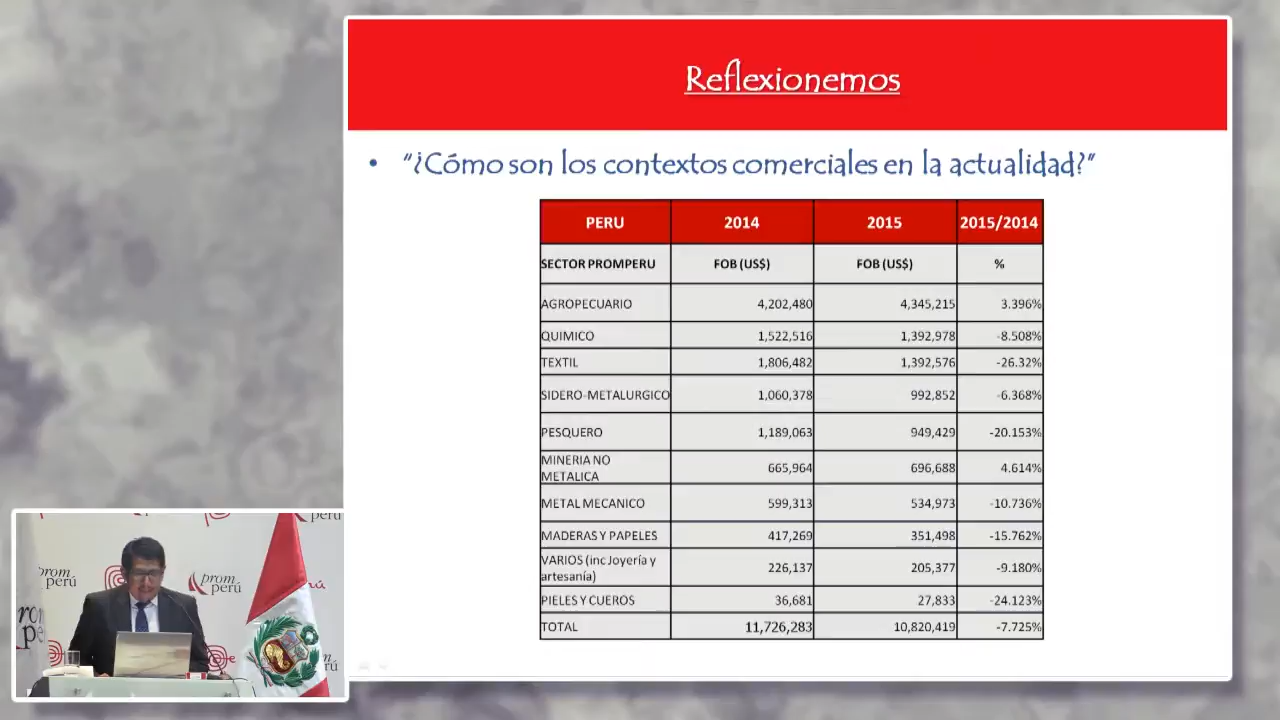 Reflexionemos
• “¿Cómo son los contextos comerciales en la actualidad?”
PERU 2014 2015 2015/2014
SECTOR PROMPERU FOB (US$) FOB (US$) %
AGROPECUARIO 4,202,480 4,345,215 3.396%
QUIMICO 1,522,516 1,392,978 -8.508%
TEXTIL 1,806,482 1,392,576 -26.32%
SIDERO-METALURGICO 1,060,378 992,852 -6.368%
PESQUERO 1,189,063 949,429 -20.153%
MINERIA NO
METALICA 665,964 696,688 4.614%
METAL MECANICO 599,313 534,973 -10.736%
MADERAS Y PAPELES 417,269 351,498 -15.762%
VARIOS (inc Joyería y
artesanía) 226,137 205,377 -9.180%
PIELES Y CUEROS 36,681 27,833 -24.123%
TOTAL 11,726,283 10,820,419 -7.725%
perú
prom
perú
prom
perú